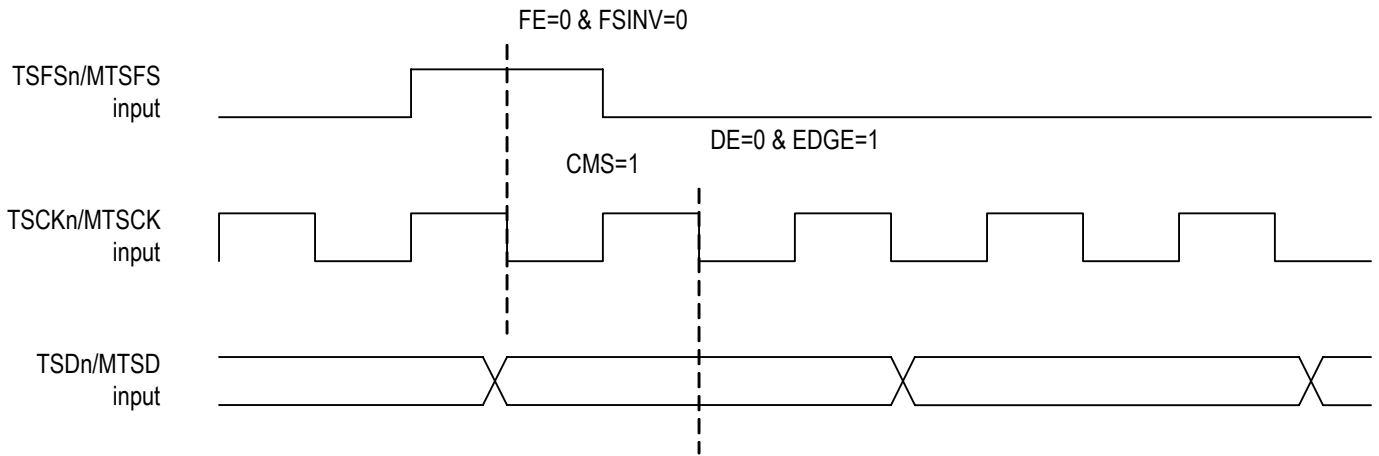 FE=0 & FSINV=0
TSFSn/MTSFS
input
DE=0 & EDGE=1
CMS=1
TSCKn/MTSCK
input
TSDn/MTSD
input